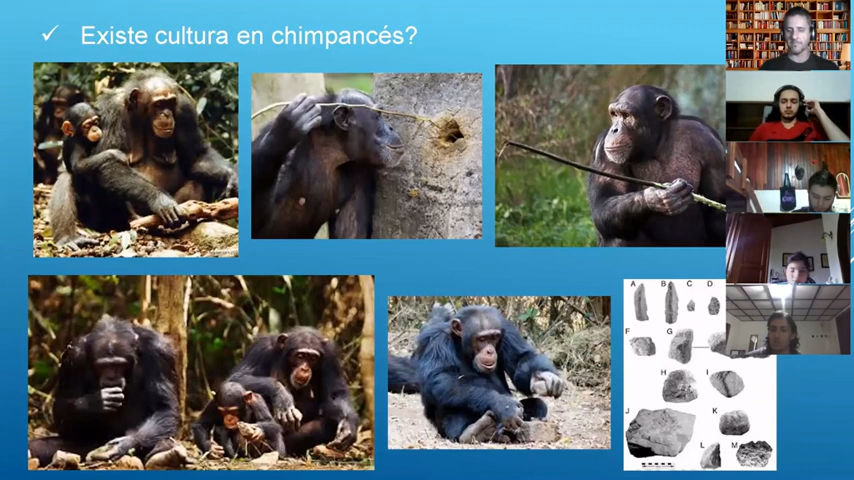 ✓ Existe cultura en chimpancés?
A B C D
F G
H I
J K
L M